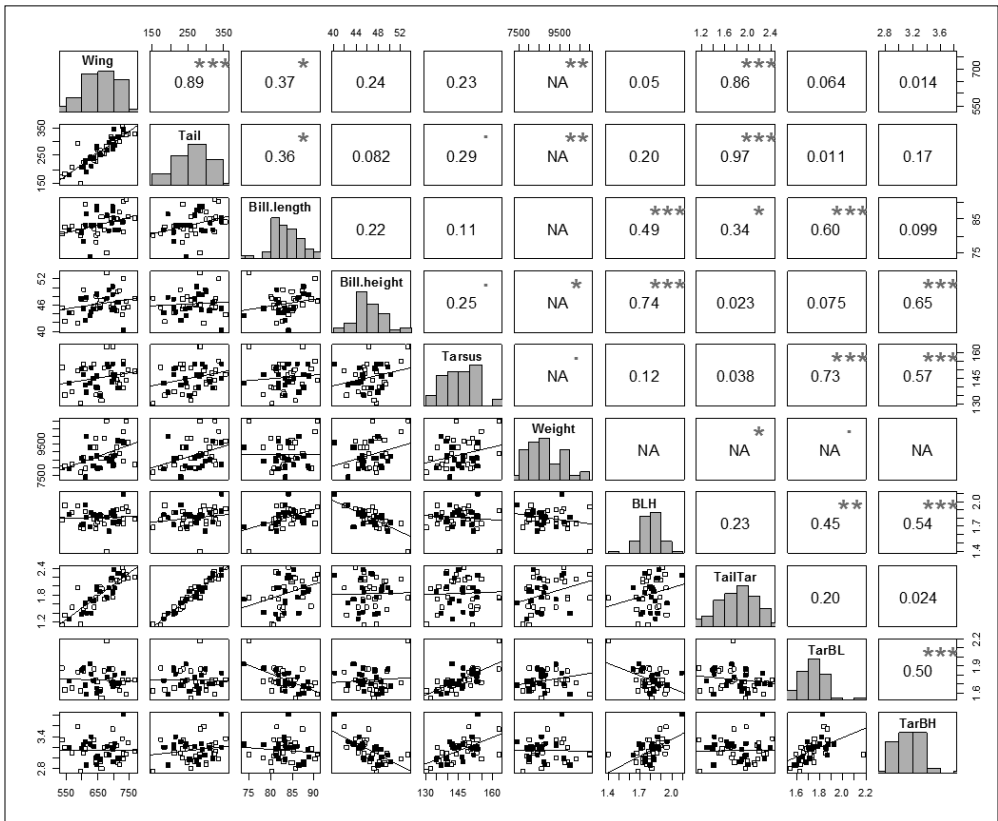 150 250 350 40 44 48 52 7500 9500 1.2 1.8 2.4 2.8 3.2 3.6
Wing 0.89 *** 0.37 * 0.24 0.23 NA ** 0.05 0.86 *** 0.064 0.014 550 700
150 250 350 Tail 0.36 * 0.082 0.29 . NA ** 0.20 0.97 *** 0.011 0.17
Bill.length 0.22 0.11 NA 0.49 *** 0.34 * 0.60 *** 0.099 75 85
40 46 52 Bill.height 0.25 . NA * 0.74 *** 0.023 0.075 0.65 ***
Tarsus NA . 0.12 0.038 0.73 *** 0.57 *** 130 145 160
7500 9500 Weight NA NA * NA . NA
BLH 0.23 0.45 ** 0.54 *** 1.4 1.7 2.0
1.2 1.8 2.4 TailTar 0.20 0.024
TarBL 0.50 *** 1.6 1.9 2.2
2.8 3.4 TarBH
550 650 750 75 80 85 90 130 140 150 160 1.4 1.7 2.0 1.6 1.8 2.0 2.2